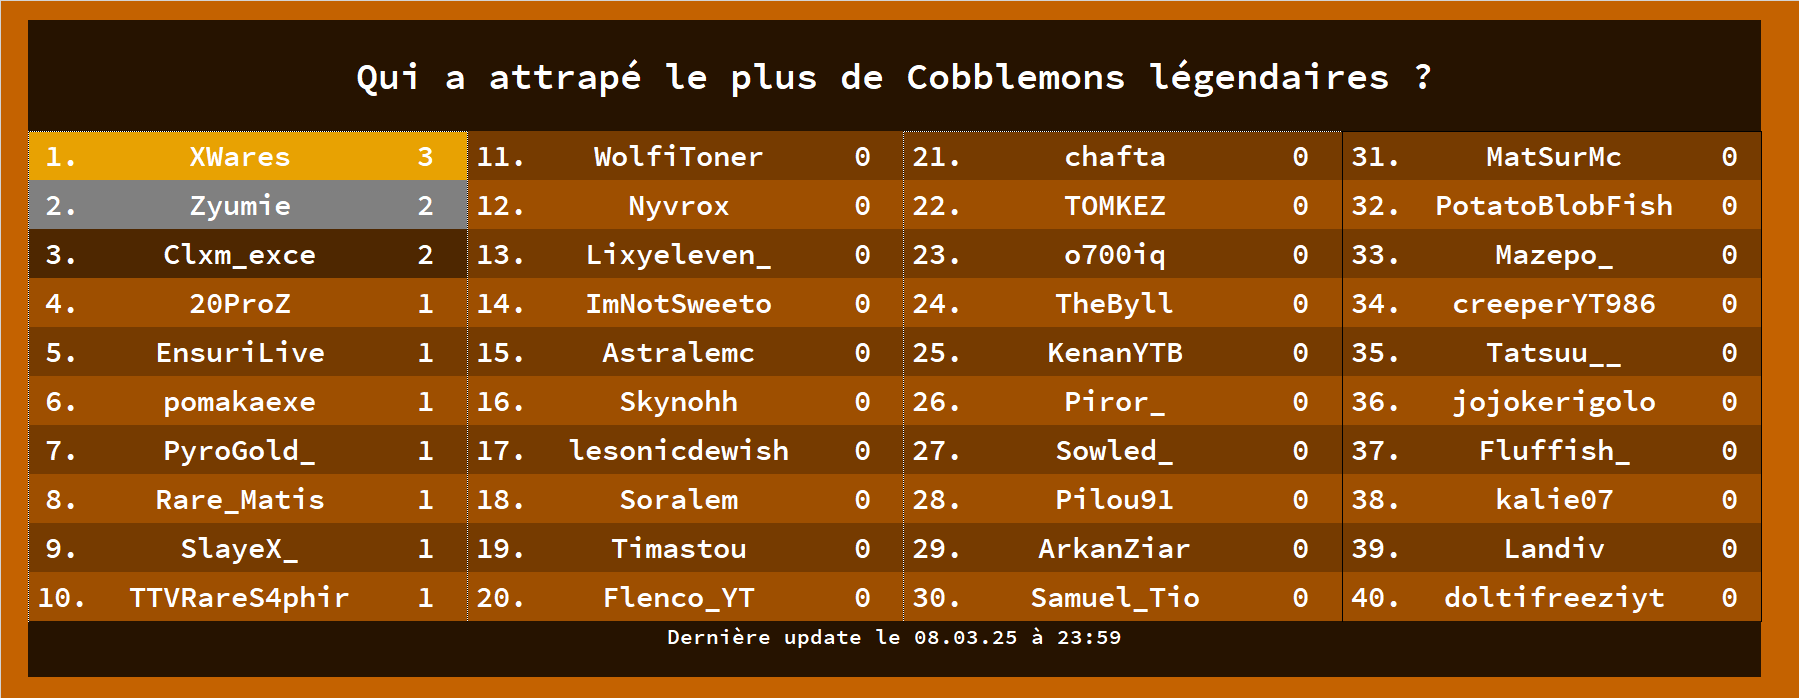 Qui a attrapé le plus de Cobblemons légendaires ?
1. XWares 3
2. Zyumie 2
3. Clxm_exce 2
4. 20ProZ 1
5. EnsuriLive 1
6. pomakaexe 1
7. PyroGold_ 1
8. Rare_Matis 1
9. SlayeX_ 1
10. TTVRareS4phir 1
11. WolfiToner 0
12. Nyvrox 0
13. Lixyeleven_ 0
14. ImNotSweeto 0
15. Astralemc 0
16. Skynohh 0
17. lesonicdewish 0
18. Soralem 0
19. Timastou 0
20. Flenco_YT 0
21. chafta 0
22. TOMKEZ 0
23. o700iq 0
24. TheByll 0
25. KenanYTB 0
26. Piror_ 0
27. Sowled_ 0
28. Pilou91 0
29. ArkanZiar 0
30. Samuel_Tio 0
31. MatSurMc 0
32. PotatoBlobFish 0
33. Mazepo_ 0
34. creeperYT986 0
35. Tatsuu__ 0
36. jojokerigolo 0
37. Fluffish_ 0
38. kalie07 0
39. Landiv 0
40. doltifreeziyt 0
Dernière update le 08.03.25 à 23:59